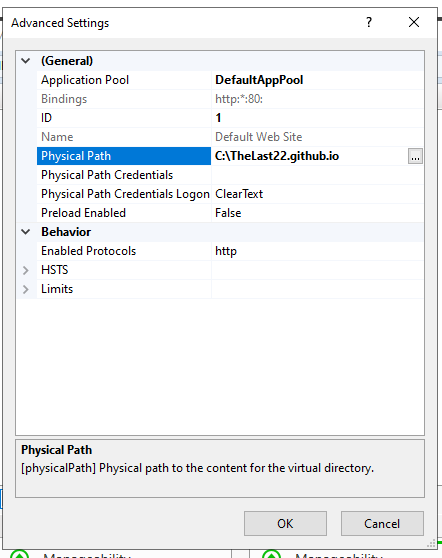 Advanced Settings
?
(General)
Application Pool DefaultAppPool
Bindings http:*:80:
ID 1
Name Default Web Site
Physical Path C:\TheLast22.github.io ...
Physical Path Credentials
Physical Path Credentials Logon ClearText
Preload Enabled False
Behavior
Enabled Protocols http
HSTS
Limits
Physical Path
[physicalPath] Physical path to the content for the virtual directory.
OK Cancel
Manageability Manageability